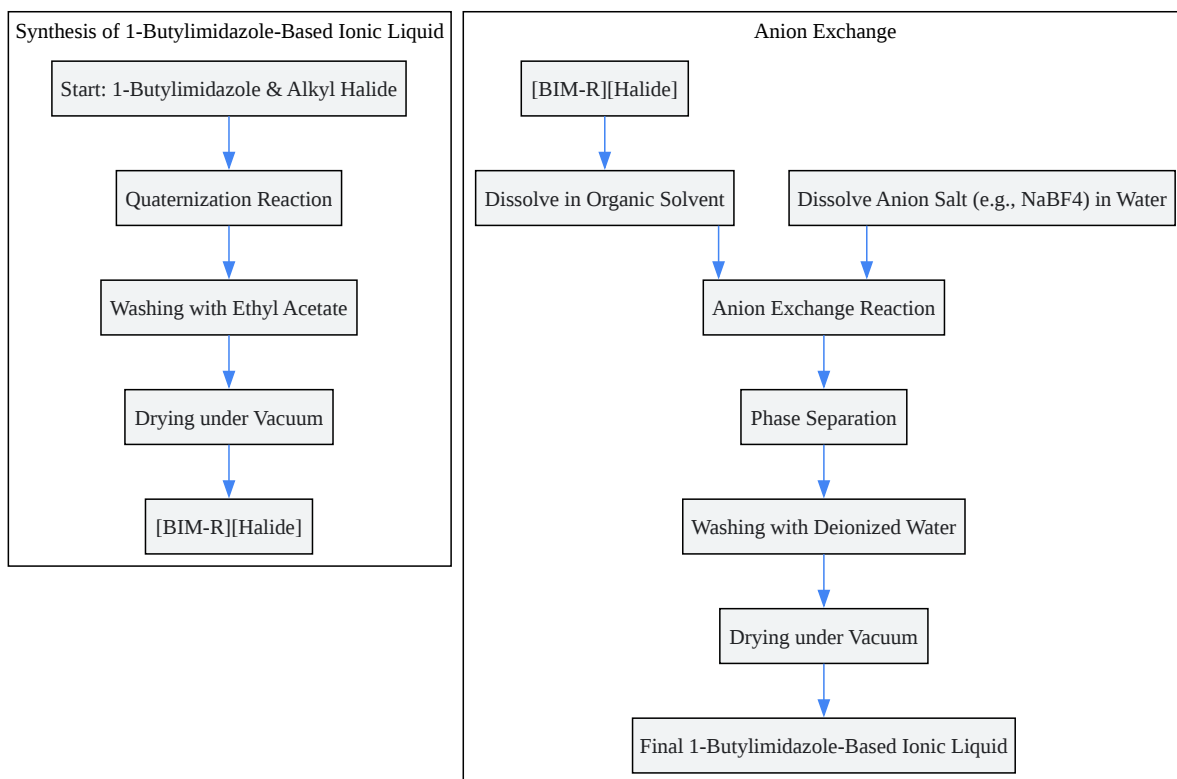 Synthesis of 1-Butylimidazole-Based Ionic Liquid
Start: 1-Butylimidazole & Alkyl Halide
Quaternization Reaction
Washing with Ethyl Acetate
Drying under Vacuum
[BIM-R][Halide]
Anion Exchange
[BIM-R][Halide]
Dissolve in Organic Solvent
Dissolve Anion Salt (e.g., NaBF4) in Water
Anion Exchange Reaction
Phase Separation
Washing with Deionized Water
Drying under Vacuum
Final 1-Butylimidazole-Based Ionic Liquid